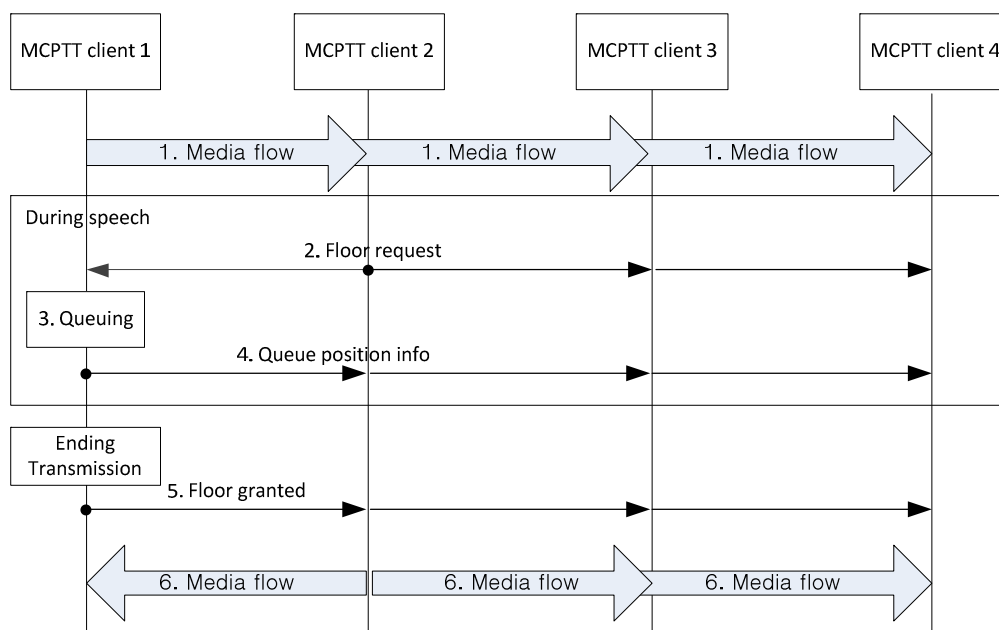 MCPTT client 1
MCPTT client 2
MCPTT client 3
MCPTT client 4
1. Media flow
1. Media flow
1. Media flow
During speech
2. Floor request
3. Queuing
4. Queue position info
Ending
Transmission
5. Floor granted
6. Media flow
6. Media flow
6. Media flow